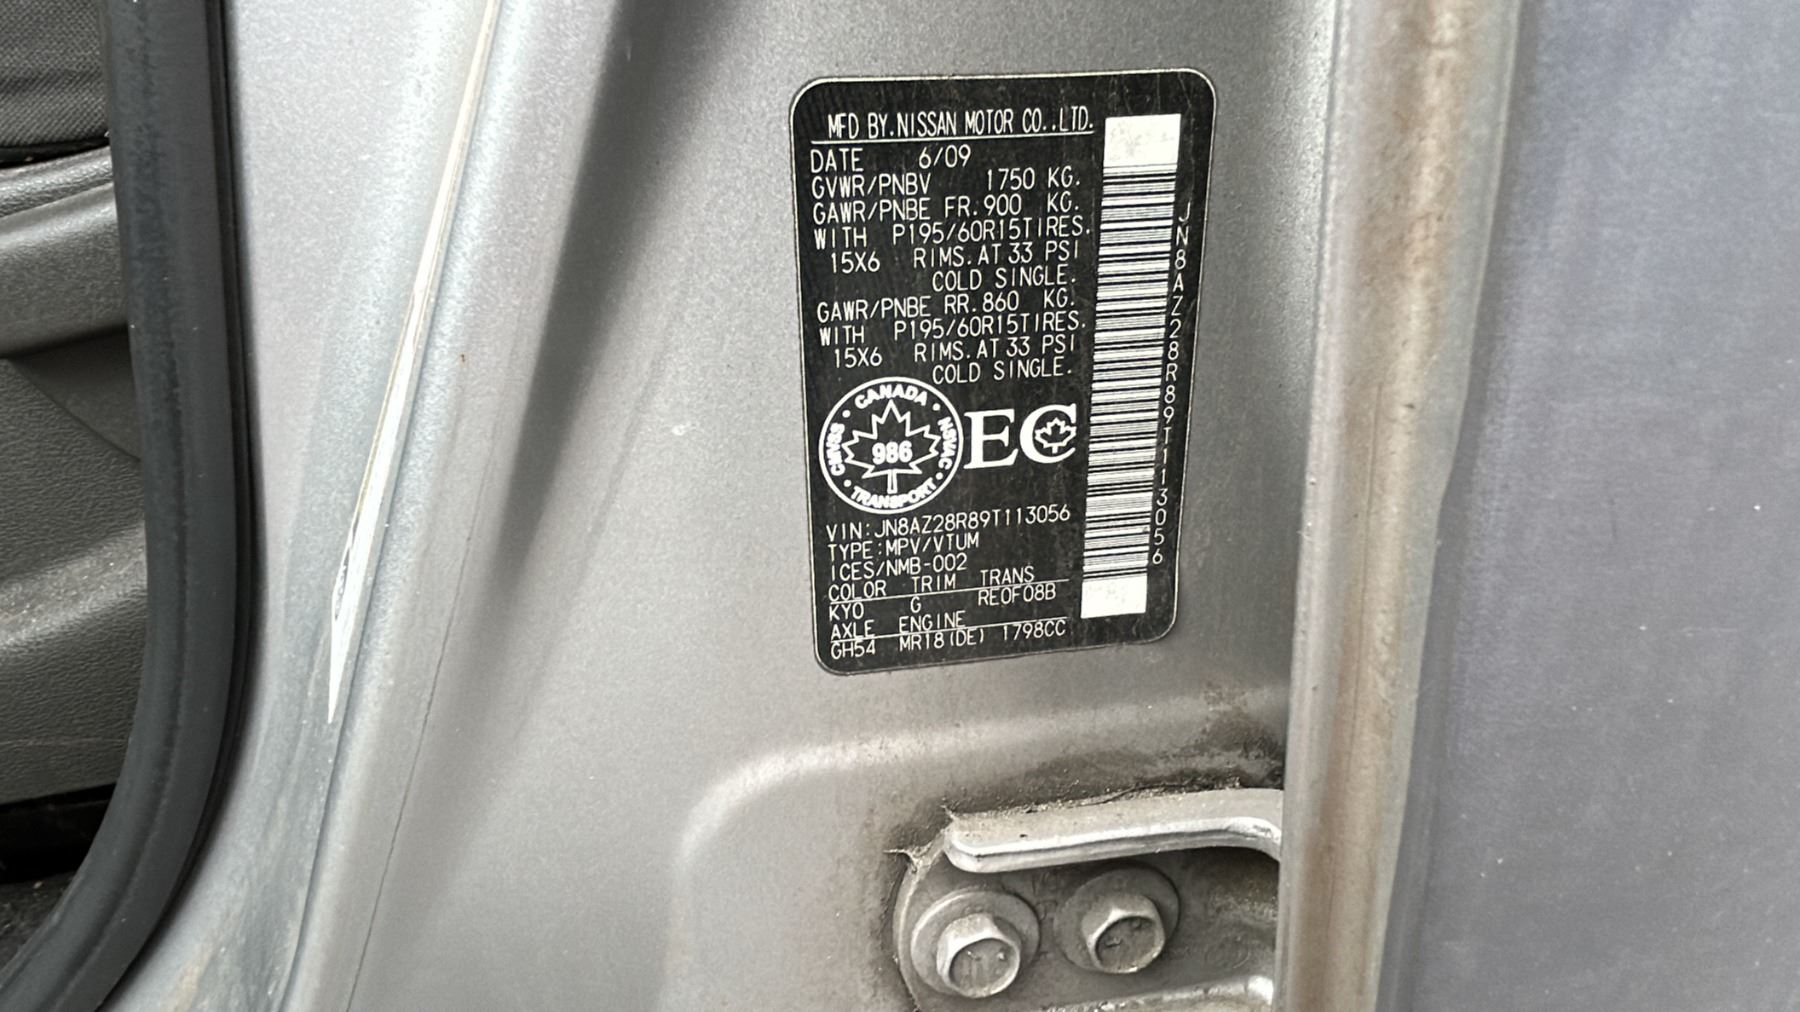 MFD BY.NISSAN MOTOR CO.,LTD.
DATE 6/09
GVWR/PNBV 1750 KG.
GAWR/PNBE FR.900 KG.
WITH P195/60R15TIRES.
15X6 RIMS.AT 33 PSI
COLD SINGLE.
GAWR/PNBE RR.860 KG.
WITH P195/60R15TIRES.
15X6 RIMS.AT 33 PSI
COLD SINGLE.
CANADA
CMVSS 986 NSVAC
TRANSPORT
EC
VIN:JN8AZ28R89T113056
TYPE:MPV/VTUM
ICES/NMB-002
COLOR TRIM TRANS
KYO G RE0F08B
AXLE ENGINE
GH54 MR18(DE) 1798CC
JN8AZ28R89T113056